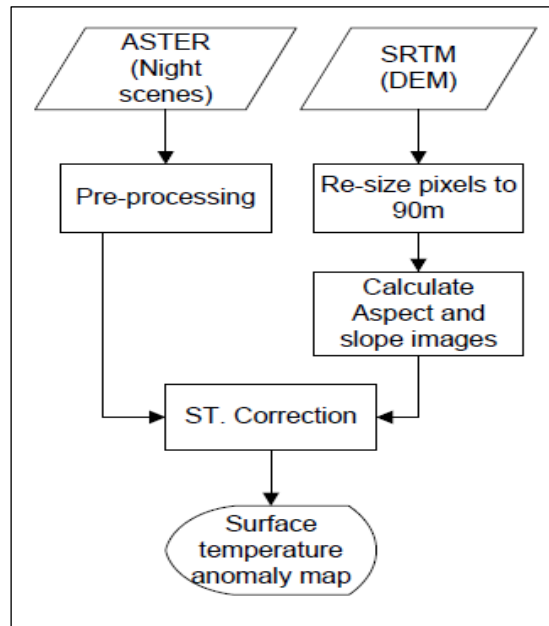 ASTER
(Night
scenes)
SRTM
(DEM)
Pre-processing
Re-size pixels to
90m
Calculate
Aspect and
slope images
ST. Correction
Surface
temperature
anomaly map